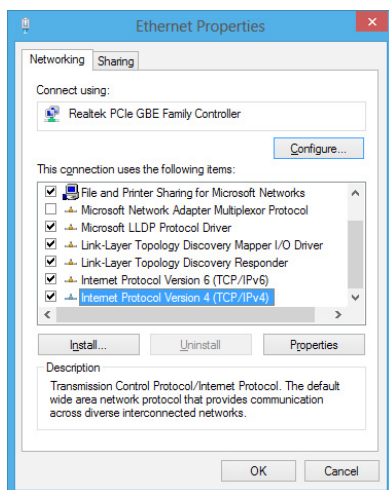 Ethernet Properties
Networking
Sharing
Connect using:
Realtek PCIe GBE Family Controller
Configure...
This connection uses the following items:
File and Printer Sharing for Microsoft Networks
Microsoft Network Adapter Multiplexor Protocol
Microsoft LLDP Protocol Driver
Link-Layer Topology Discovery Mapper I/O Driver
Link-Layer Topology Discovery Responder
Internet Protocol Version 6 (TCP/IPv6)
Internet Protocol Version 4 (TCP/IPv4)
Install...
Uninstall
Properties
Description
Transmission Control Protocol/Internet Protocol. The default
wide area network protocol that provides communication
across diverse interconnected networks.
OK
Cancel